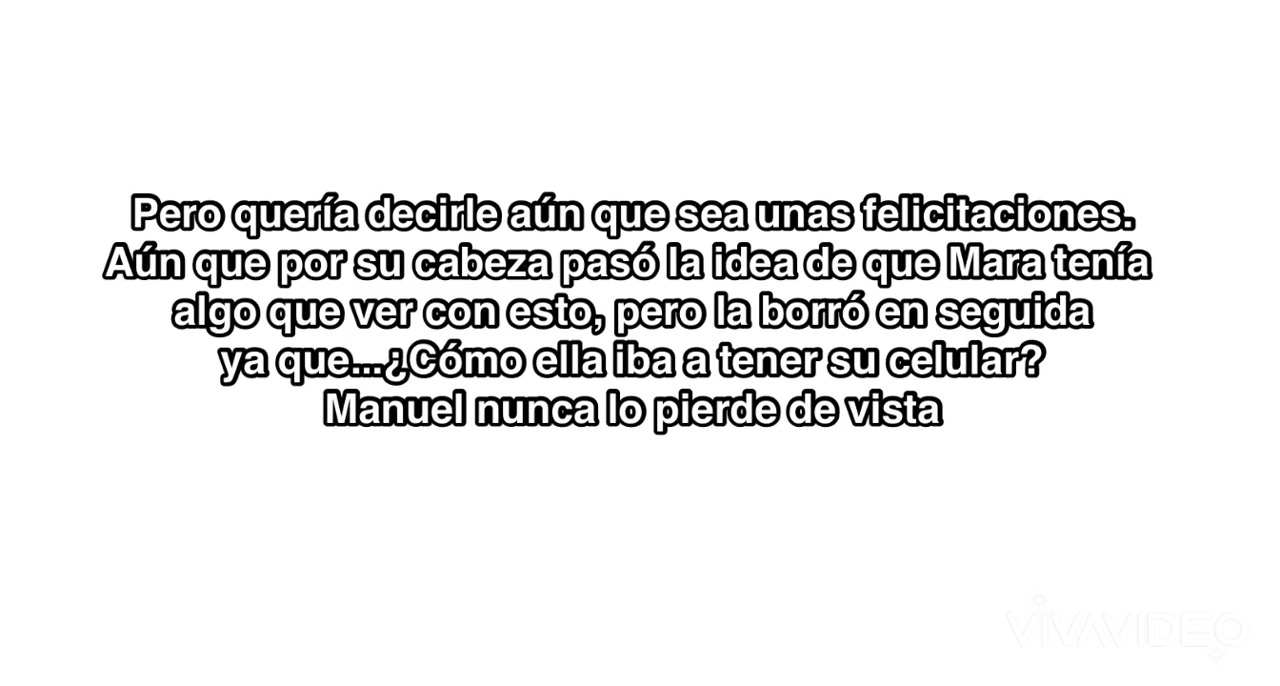 Pero quería decirle aún que sea unas felicitaciones.
Aún que por su cabeza pasó la idea de que Mara tenía
algo que ver con esto, pero la borró en seguida
ya que...¿Cómo ella iba a tener su celular?
Manuel nunca lo pierde de vista
VIVAVIDEO